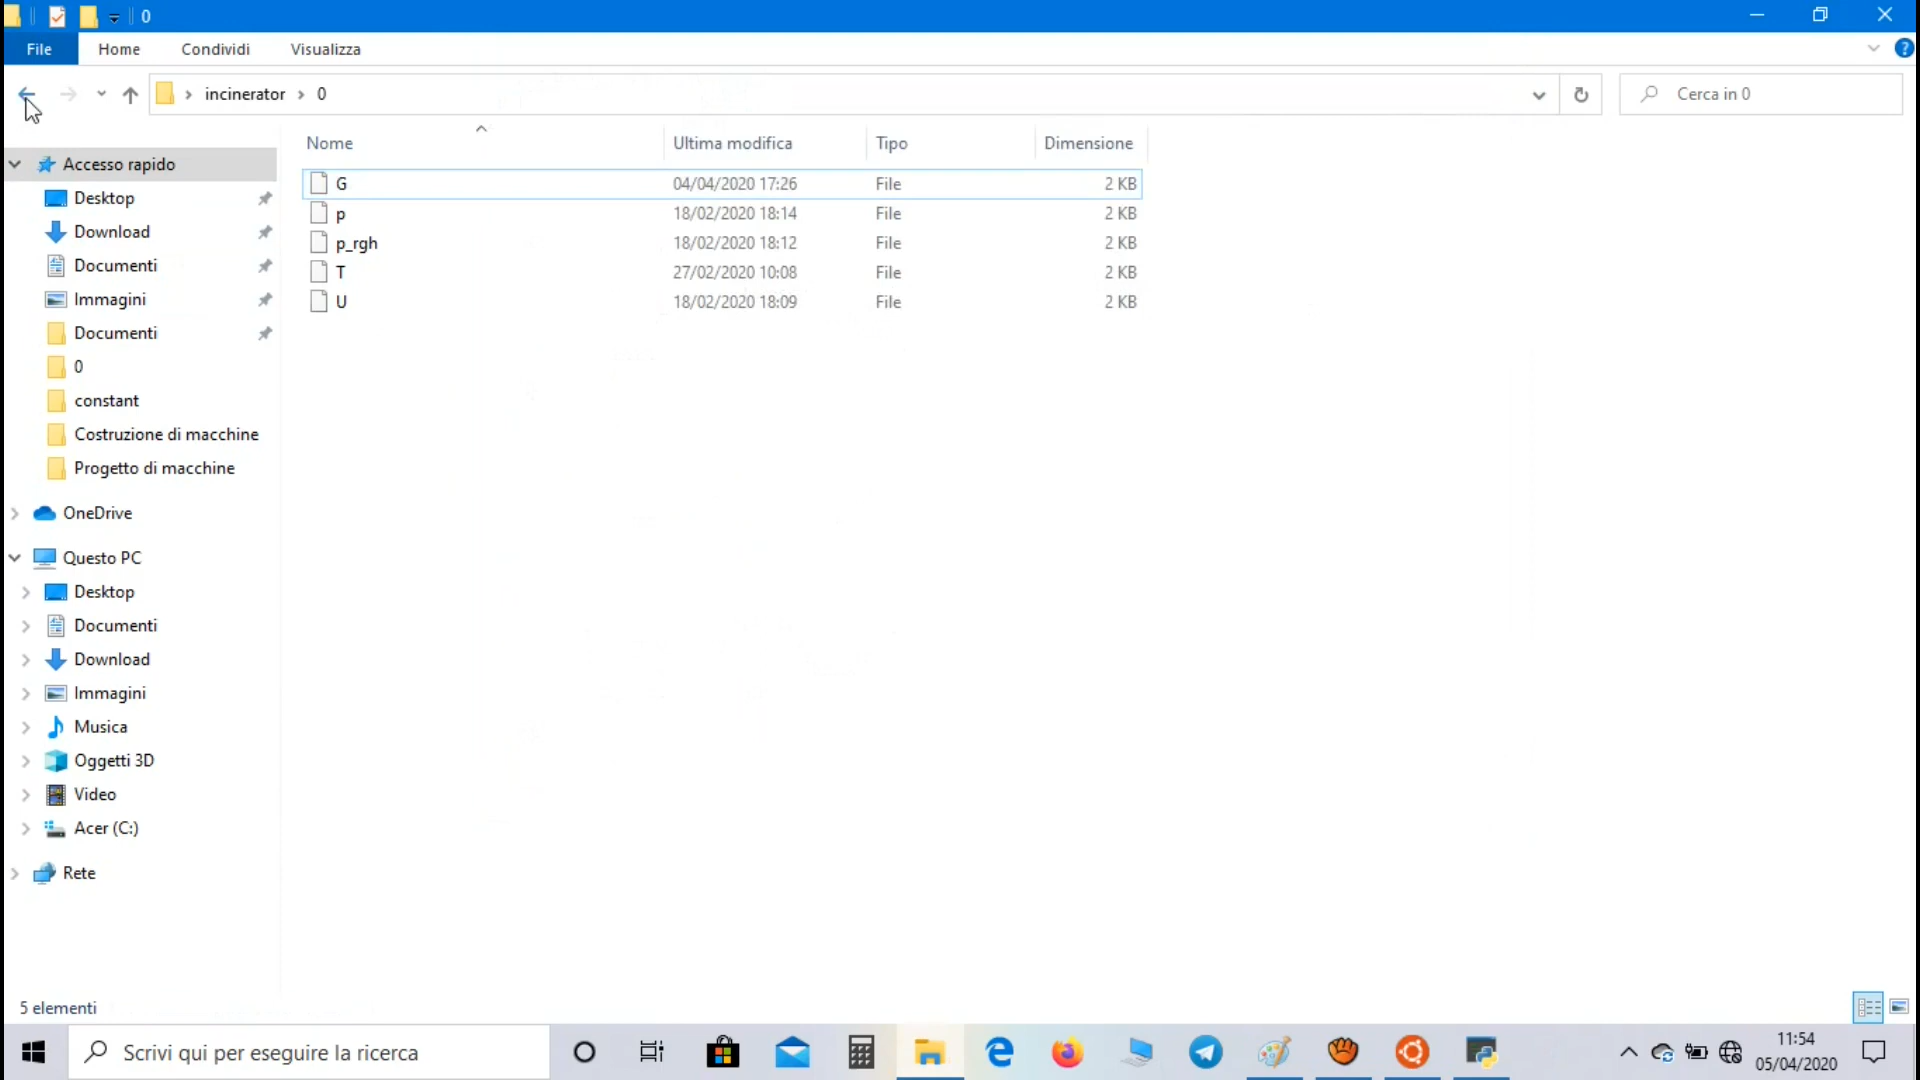 0
File Home Condividi Visualizza
incinerator 0
Cerca in 0
Nome Ultima modifica Tipo Dimensione
G 04/04/2020 17:26 File 2 KB
p 18/02/2020 18:14 File 2 KB
p_rgh 18/02/2020 18:12 File 2 KB
T 27/02/2020 10:08 File 2 KB
U 18/02/2020 18:09 File 2 KB
Accesso rapido
Desktop
Download
Documenti
Immagini
Documenti
0
constant
Costruzione di macchine
Progetto di macchine
OneDrive
Questo PC
Desktop
Documenti
Download
Immagini
Musica
Oggetti 3D
Video
Acer (C:)
Rete
5 elementi
Scrivi qui per eseguire la ricerca
11:54
05/04/2020